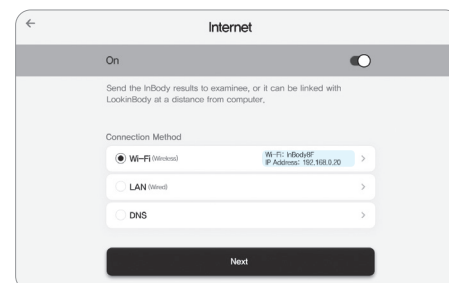 Internet
On
Send the InBody results to examinee, or it can be linked with
LookinBody at a distance from computer,
Connection Method
Wi-Fi (Wireless)
Wi-Fi: InBody8F
IP Address: 192.168.0.20
LAN (Wired)
DNS
Next